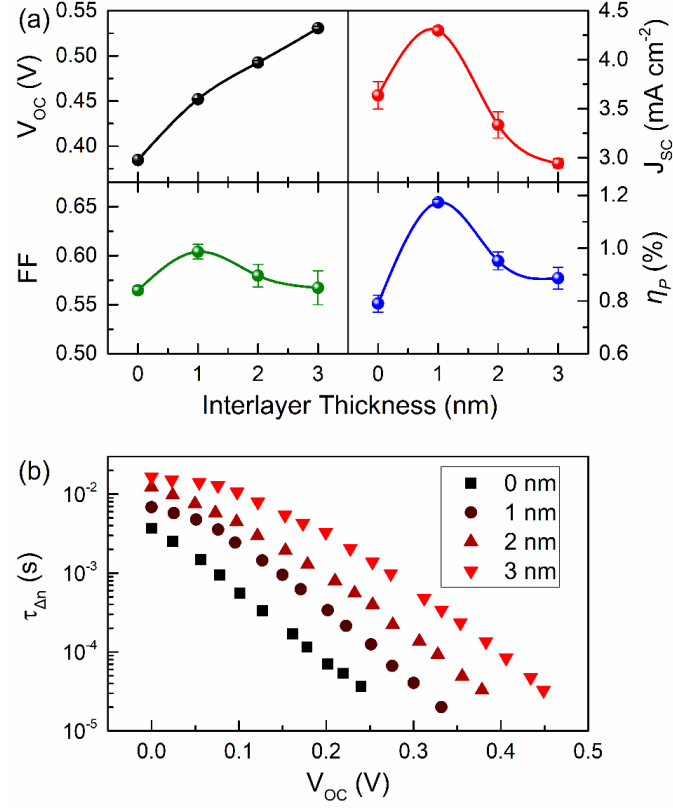 (a)
0.55
0.50
0.45
0.40
V_OC (V)
4.5
4.0
3.5
3.0
J_SC (mA cm⁻²)
0.65
0.60
0.55
0.50
FF
1.2
1.0
0.8
0.6
η_P (%)
0 1 2 3 0 1 2 3
Interlayer Thickness (nm)
(b)
0 nm
1 nm
2 nm
3 nm
10⁻²
10⁻³
10⁻⁴
10⁻⁵
τ_Δn (s)
0.0 0.1 0.2 0.3 0.4 0.5
V_OC (V)